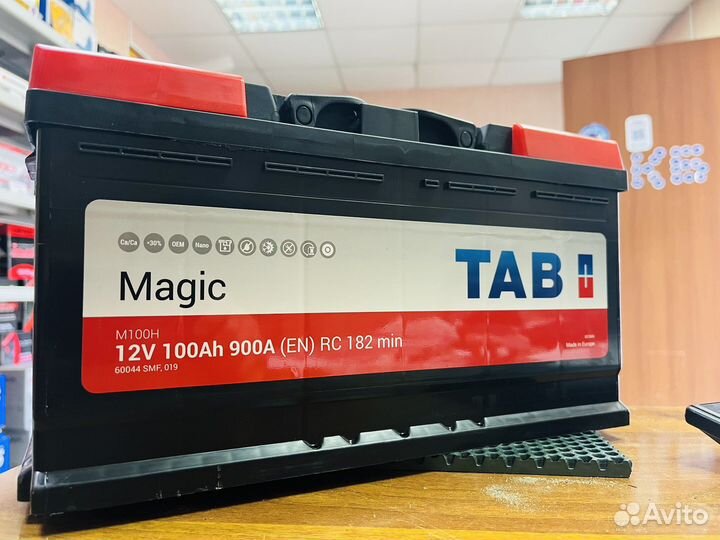 Ca/Ca +30% OEM Nano
Magic
TAB
M100H
12V 100Ah 900A (EN) RC 182 min
60044 SMF, 019
Made in Europe
КБ
Avito